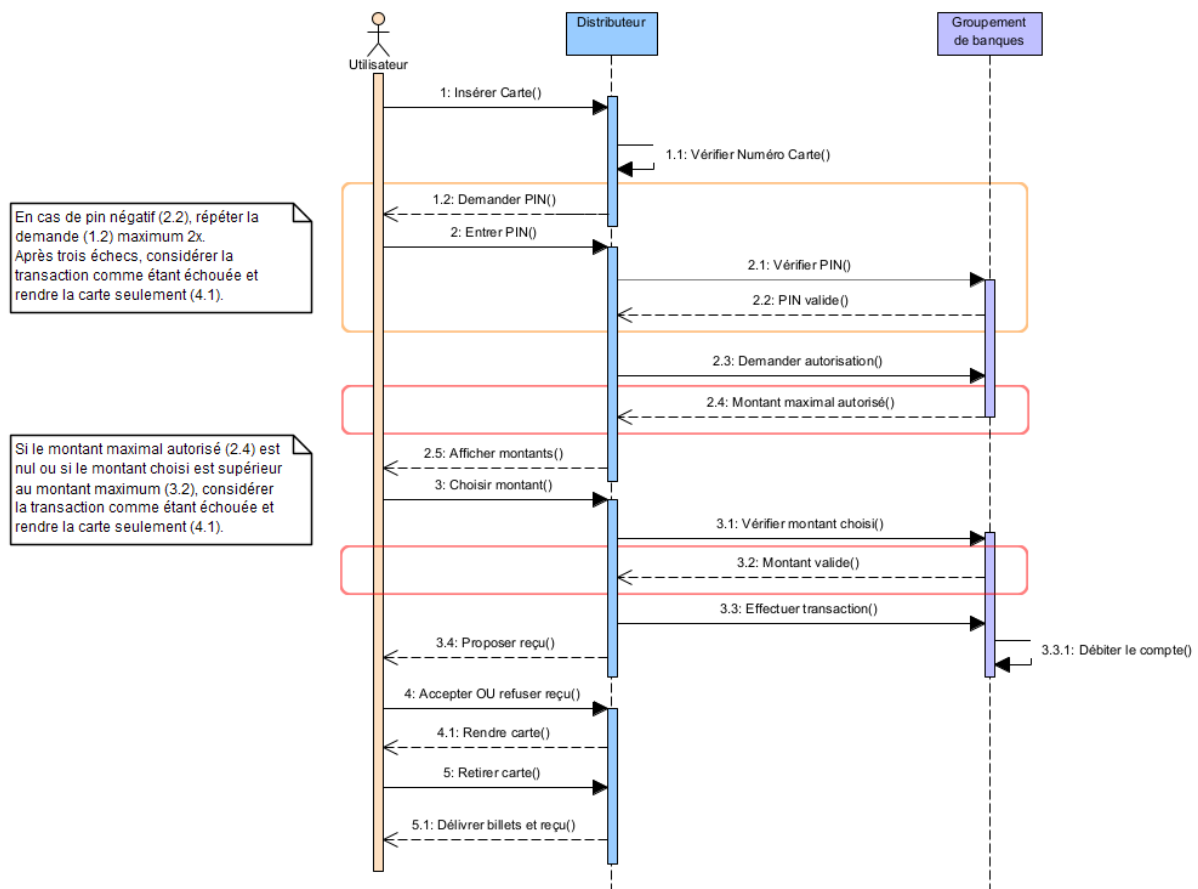 Utilisateur
Distributeur
Groupement
de banques
1: Insérer Carte()
1.1: Vérifier Numéro Carte()
En cas de pin négatif (2.2), répéter la
demande (1.2) maximum 2x.
Après trois échecs, considérer la
transaction comme étant échouée et
rendre la carte seulement (4.1).
1.2: Demander PIN()
2: Entrer PIN()
2.1: Vérifier PIN()
2.2: PIN valide()
2.3: Demander autorisation()
2.4: Montant maximal autorisé()
Si le montant maximal autorisé (2.4) est
nul ou si le montant choisi est supérieur
au montant maximum (3.2), considérer
la transaction comme étant échouée et
rendre la carte seulement (4.1).
2.5: Afficher montants()
3: Choisir montant()
3.1: Vérifier montant choisi()
3.2: Montant valide()
3.3: Effectuer transaction()
3.4: Proposer reçu()
3.3.1: Débiter le compte()
4: Accepter OU refuser reçu()
4.1: Rendre carte()
5: Retirer carte()
5.1: Délivrer billets et reçu()